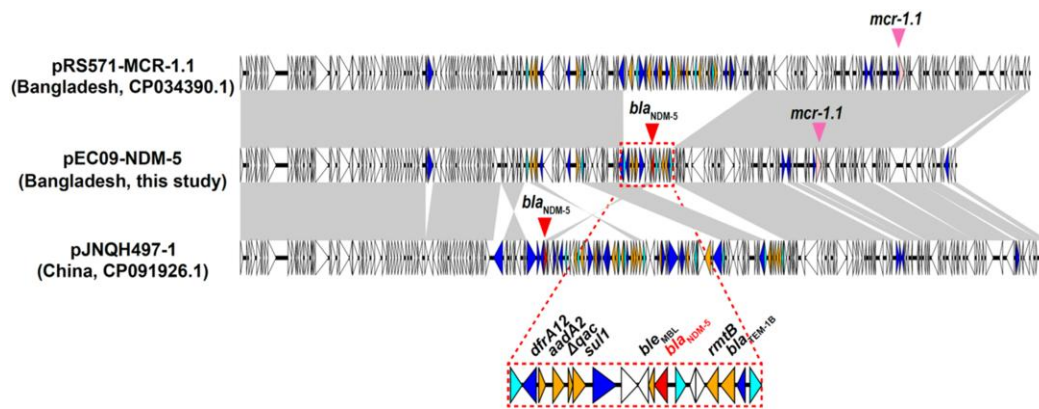 mcr-1.1
pRS571-MCR-1.1
(Bangladesh, CP034390.1)
blaNDM-5
mcr-1.1
pEC09-NDM-5
(Bangladesh, this study)
blaNDM-5
pJNQH497-1
(China, CP091926.1)
dfrA12
aadA2
Δqac
sul1
bleMBL
blaNDM-5
rmtB
blaTEM-1B